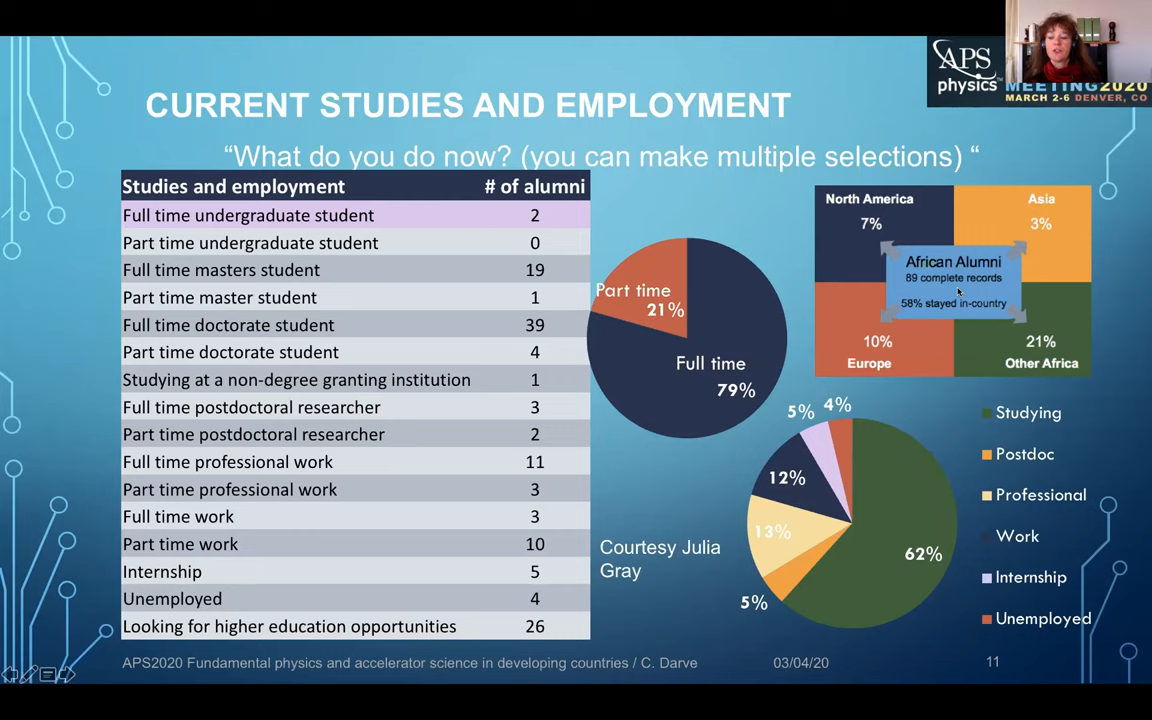 APS
physics
MEETING2020
MARCH 2-6 DENVER, CO
CURRENT STUDIES AND EMPLOYMENT
“What do you do now? (you can make multiple selections) “
Studies and employment # of alumni
Full time undergraduate student 2
Part time undergraduate student 0
Full time masters student 19
Part time master student 1
Full time doctorate student 39
Part time doctorate student 4
Studying at a non-degree granting institution 1
Full time postdoctoral researcher 3
Part time postdoctoral researcher 2
Full time professional work 11
Part time professional work 3
Full time work 3
Part time work 10
Internship 5
Unemployed 4
Looking for higher education opportunities 26
Part time
21%
Full time
79%
North America
7%
Asia
3%
African Alumni
89 complete records
58% stayed in-country
10%
Europe
21%
Other Africa
5%
4%
12%
13%
5%
62%
Studying
Postdoc
Professional
Work
Internship
Unemployed
Courtesy Julia
Gray
APS2020 Fundamental physics and accelerator science in developing countries / C. Darve 03/04/20 11